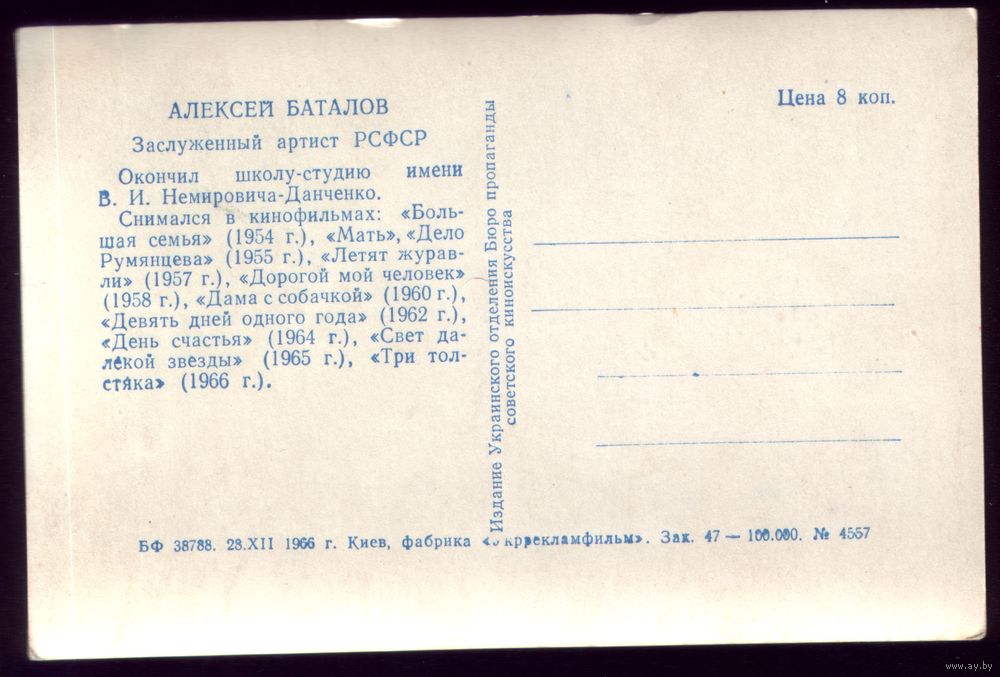 АЛЕКСЕЙ БАТАЛОВ
Заслуженный артист РСФСР
Окончил школу-студию имени
В. И. Немировича-Данченко.
Снимался в кинофильмах: «Боль-
шая семья» (1954 г.), «Мать», «Дело
Румянцева» (1955 г.), «Летят журав-
ли» (1957 г.), «Дорогой мой человек»
(1958 г.), «Дама с собачкой» (1960 г.),
«Девять дней одного года» (1962 г.),
«День счастья» (1964 г.), «Свет да-
лекой звезды» (1965 г.), «Три тол-
стяка» (1966 г.).
Издание Украинского отделения Бюро пропаганды
советского киноискусства
Цена 8 коп.
БФ 38788. 28.XII 1966 г. Киев, фабрика «Укррекламфильм». Зак. 47 — 100.000. № 4557
www.ay.by